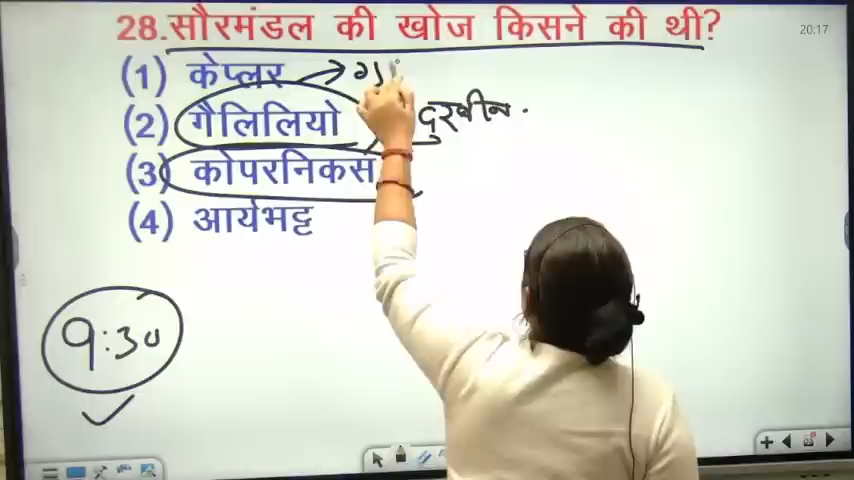 20:17
28.सौरमंडल की खोज किसने की थी?
(1) केप्लर →
(2) गैलिलियो दुरबीन.
(3) कोपरनिकस
(4) आर्यभट्ट
9:30